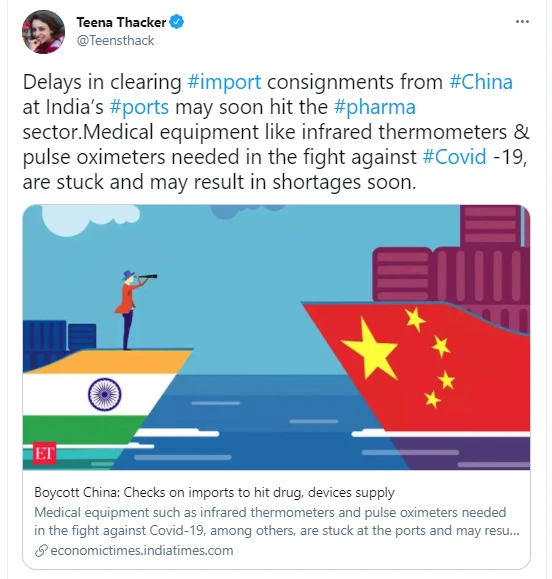 Teena Thacker
@Teensthack
Delays in clearing #import consignments from #China
at India's #ports may soon hit the #pharma
sector.Medical equipment like infrared thermometers &
pulse oximeters needed in the fight against #Covid -19,
are stuck and may result in shortages soon.
ET
Boycott China: Checks on imports to hit drug, devices supply
Medical equipment such as infrared thermometers and pulse oximeters needed
in the fight against Covid-19, among others, are stuck at the ports and may resu...
economictimes.indiatimes.com